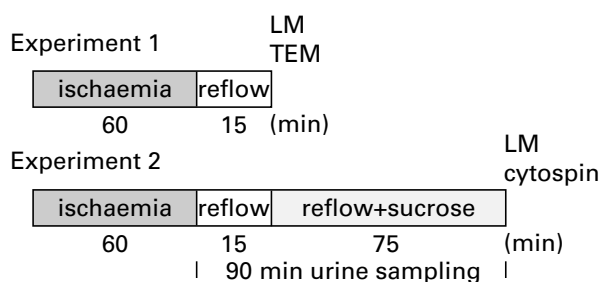 LM
Experiment 1
TEM
ischaemia reflow
60 15 (min)
Experiment 2
LM
cytospin
ischaemia reflow reflow+sucrose
60 15 75 (min)
90 min urine sampling